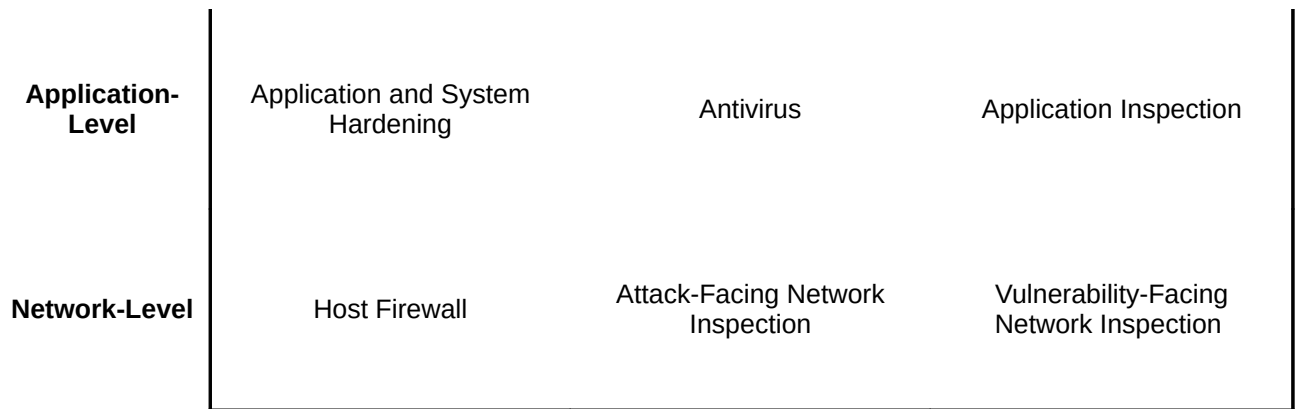 Application-
Level
Application and System
Hardening
Antivirus
Application Inspection
Network-Level
Host Firewall
Attack-Facing Network
Inspection
Vulnerability-Facing
Network Inspection